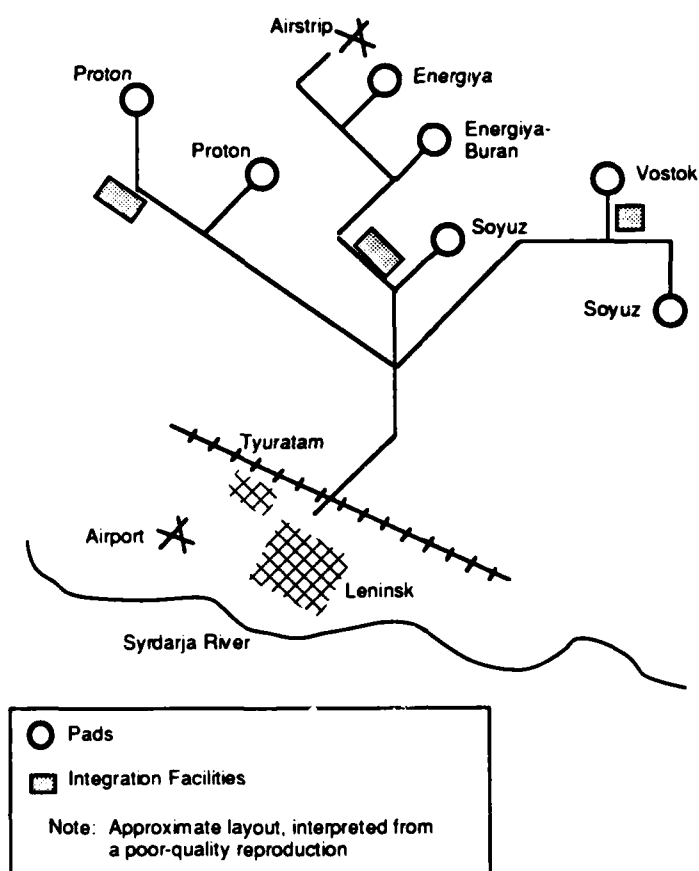 Airstrip
Proton
Energiya
Proton
Energiya-
Buran
Vostok
Soyuz
Soyuz
Tyuratam
Airport
Leninsk
Syrdarja River
Pads
Integration Facilities
Note: Approximate layout, interpreted from
a poor-quality reproduction